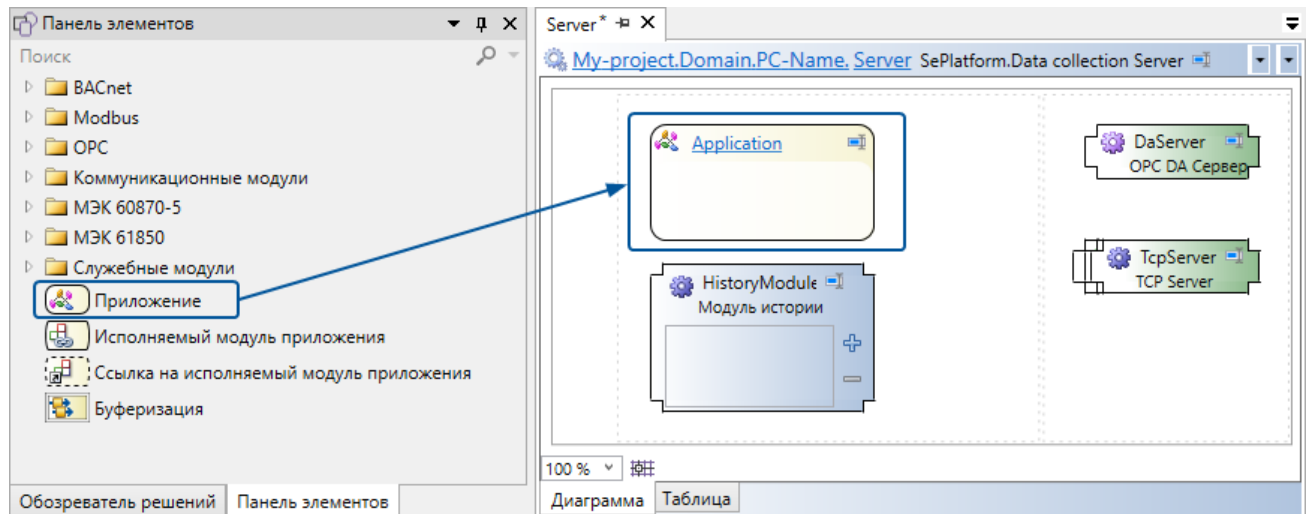 Панель элементов
Поиск
BACnet
Modbus
OPC
Коммуникационные модули
МЭК 60870-5
МЭК 61850
Служебные модули
Приложение
Исполняемый модуль приложения
Ссылка на исполняемый модуль приложения
Буферизация
Обозреватель решений Панель элементов
Server*
My-project.Domain.PC-Name. Server SePlatform.Data collection Server
Application
DaServer
OPC DA Сервер
HistoryModule
Модуль истории
TcpServer
TCP Server
100 %
Диаграмма Таблица